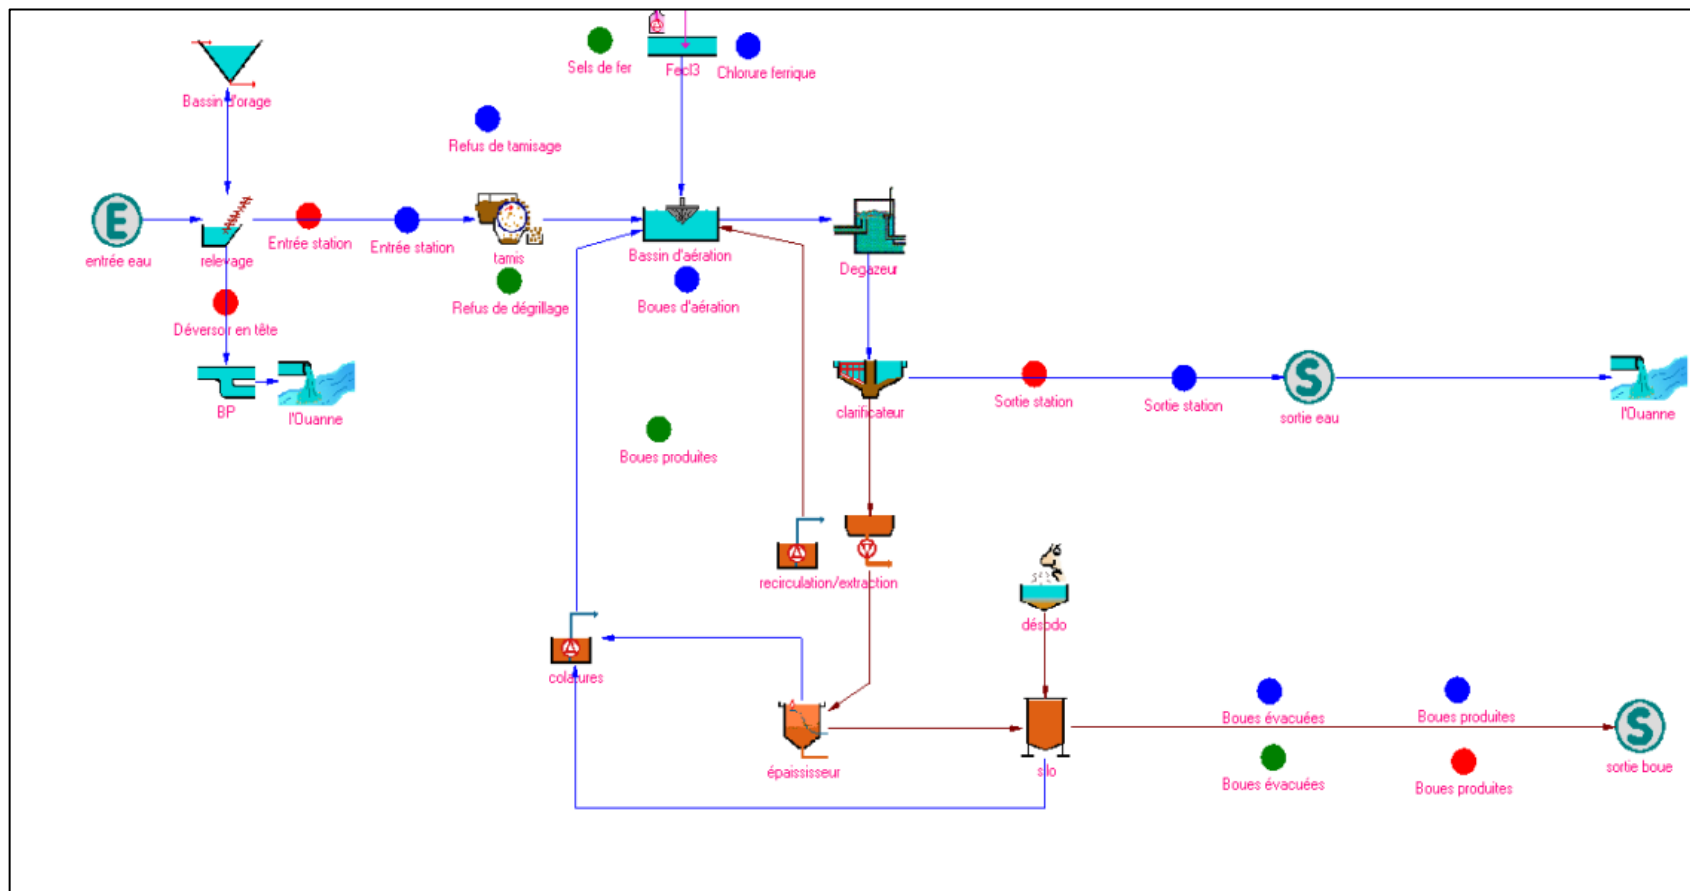 Sels de fer
Fecl3
Chlorure ferrique
Bassin d'orage
Refus de tamisage
E
entrée eau
relevage
Entrée station
Entrée station
tamis
Bassin d'aération
Degazeur
Refus de dégrillage
Boues d'aération
Déversoir en tête
BP
l'Ouanne
clarificateur
Sortie station
Sortie station
S
sortie eau
l'Ouanne
Boues produites
recirculation/extraction
désodo
colatures
épaississeur
silo
Boues évacuées
Boues produites
S
sortie boue
Boues évacuées
Boues produites